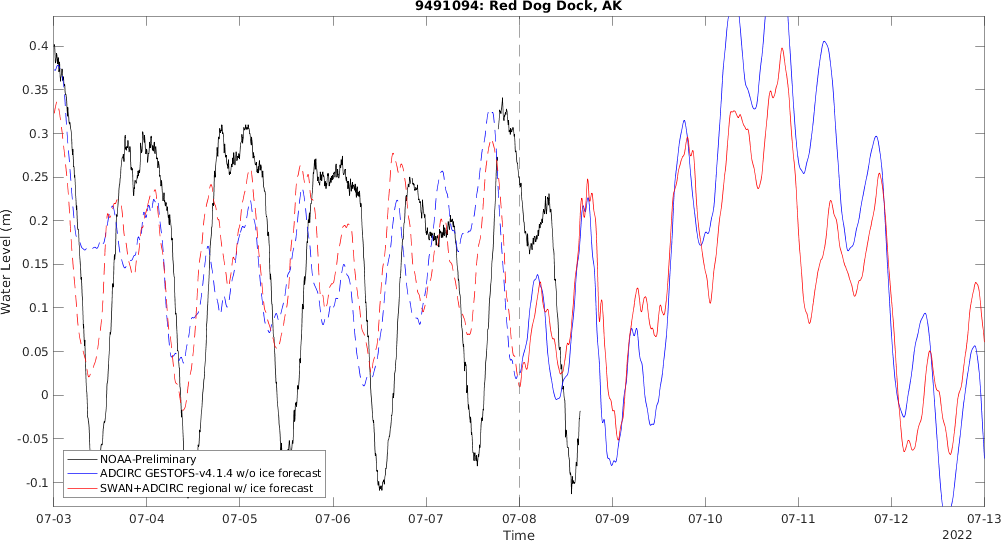 9491094: Red Dog Dock, AK
Water Level (m)
0.4
0.35
0.3
0.25
0.2
0.15
0.1
0.05
0
-0.05
-0.1
NOAA-Preliminary
ADCIRC GESTOFS-v4.1.4 w/o ice forecast
SWAN+ADCIRC regional w/ ice forecast
07-03 07-04 07-05 07-06 07-07 07-08 07-09 07-10 07-11 07-12 07-13
Time
2022